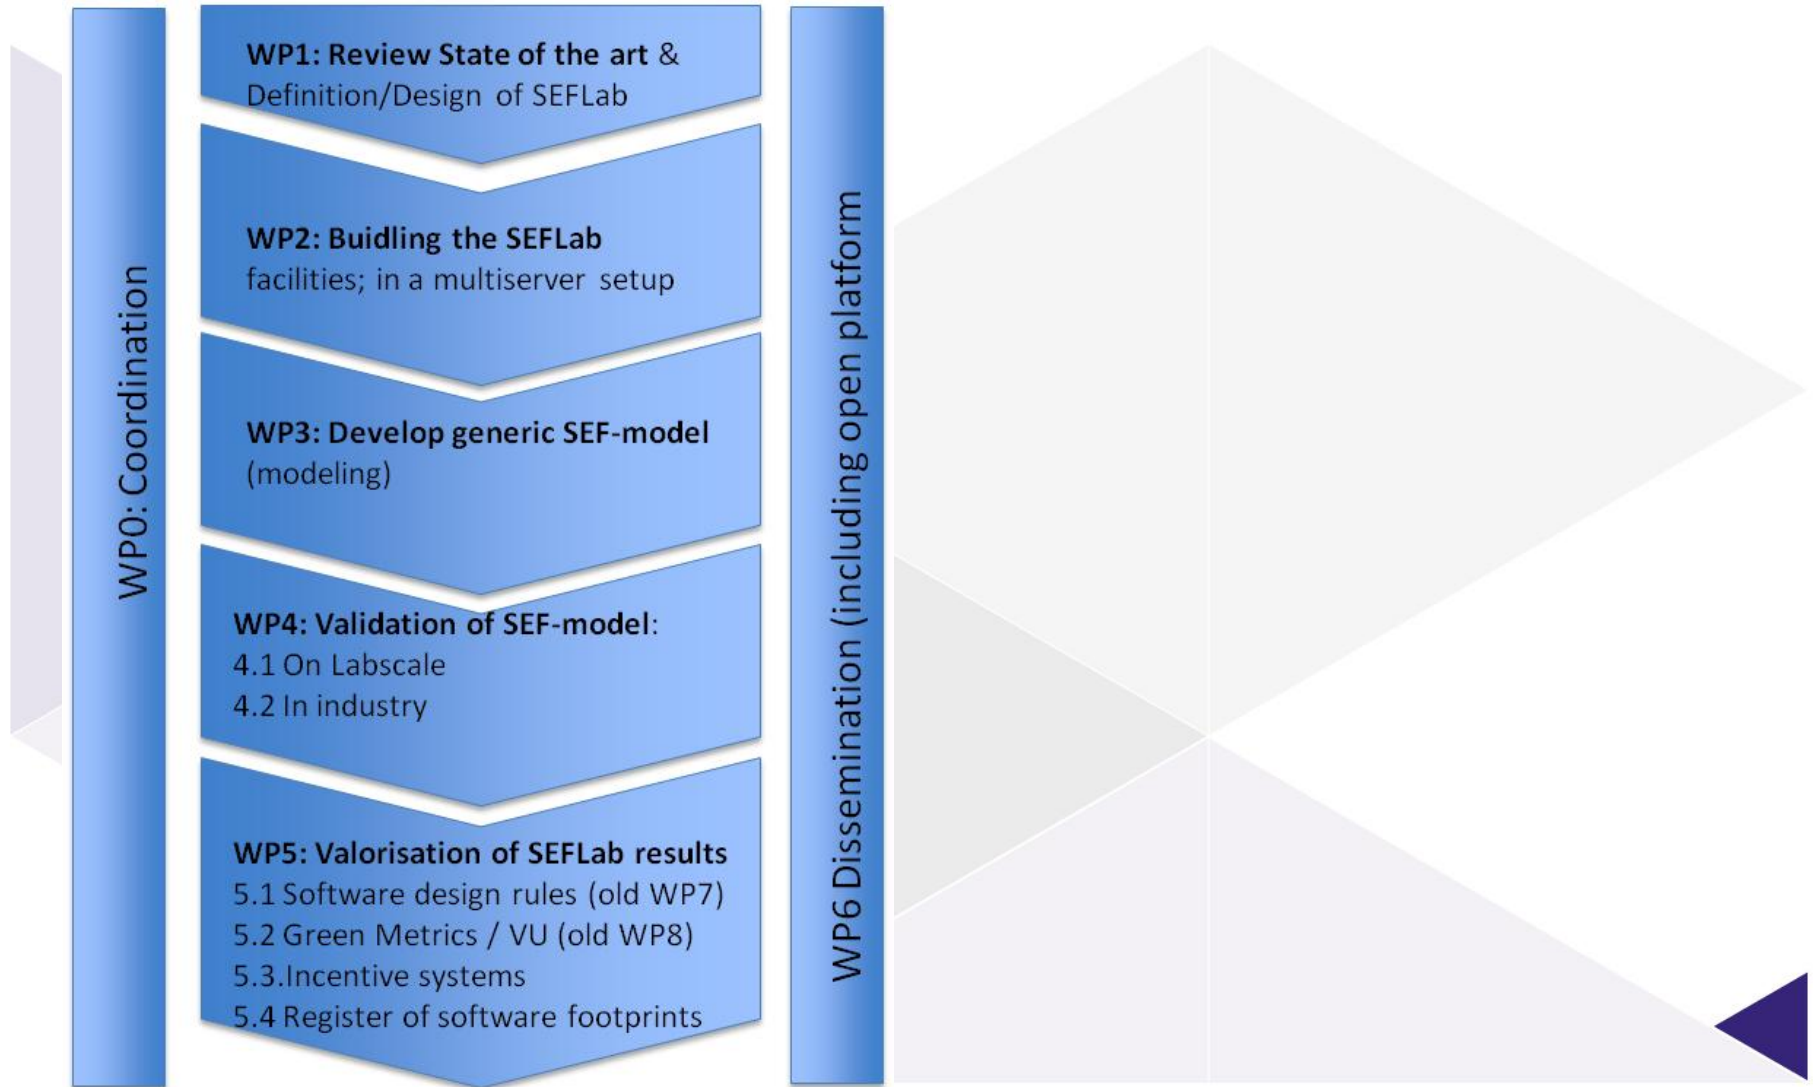 WP0: Coordination
WP1: Review State of the art &
Definition/Design of SEFLab
WP2: Buidling the SEFLab
facilities; in a multiserver setup
WP3: Develop generic SEF-model
(modeling)
WP4: Validation of SEF-model:
4.1 On Labscale
4.2 In industry
WP5: Valorisation of SEFLab results
5.1 Software design rules (old WP7)
5.2 Green Metrics / VU (old WP8)
5.3.Incentive systems
5.4 Register of software footprints
WP6 Dissemination (including open platform